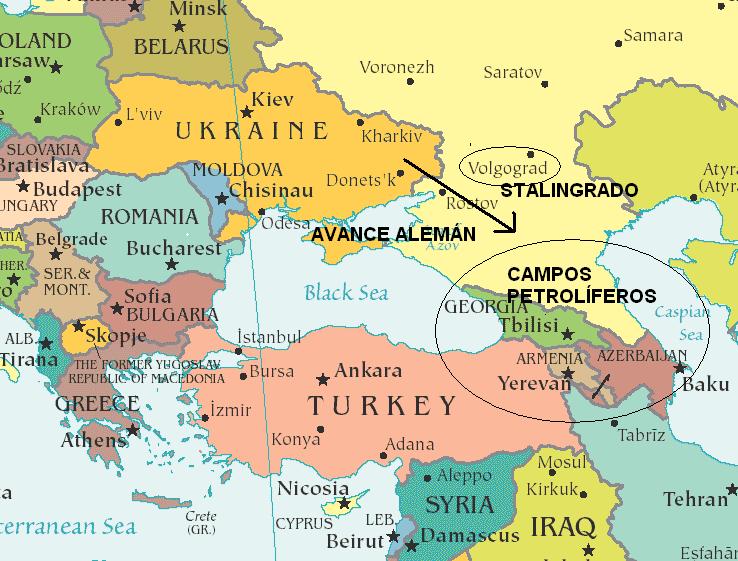 Minsk
BELARUS
OLAND
arsaw
ódź
Kraków
L'viv
Kiev
UKRAINE
Kharkiv
Donets'k
Voronezh
Saratov
Samara
Volgograd
STALINGRADO
Rostov
AVANCE ALEMÁN
Azov
SLOVAKIA
Bratislava
Budapest
UNGARY
MOLDOVA
Chisinau
Odesa
ROMANIA
Bucharest
Belgrade
SER. &
MONT.
ATIA
HER.
Sofia
BULGARIA
Skopje
ALB.
Tirana
THE FORMER YUGOSLAV
REPUBLIC OF MACEDONIA
GREECE
Athens
Black Sea
CAMPOS
PETROLÍFEROS
GEORGIA
Tbilisi
ARMENIA
Yerevan
AZERBAIJAN
Baku
Caspian
Sea
Atyra
(Atyra
İstanbul
Bursa
Ankara
TURKEY
İzmir
Konya
Adana
Tabrīz
Tehran
Mosul
Kirkuk
IRAQ
Aleppo
SYRIA
Damascus
Nicosia
CYPRUS
LEB.
Beirut
Crete
(GR.)
terranean Sea
Eşfahān